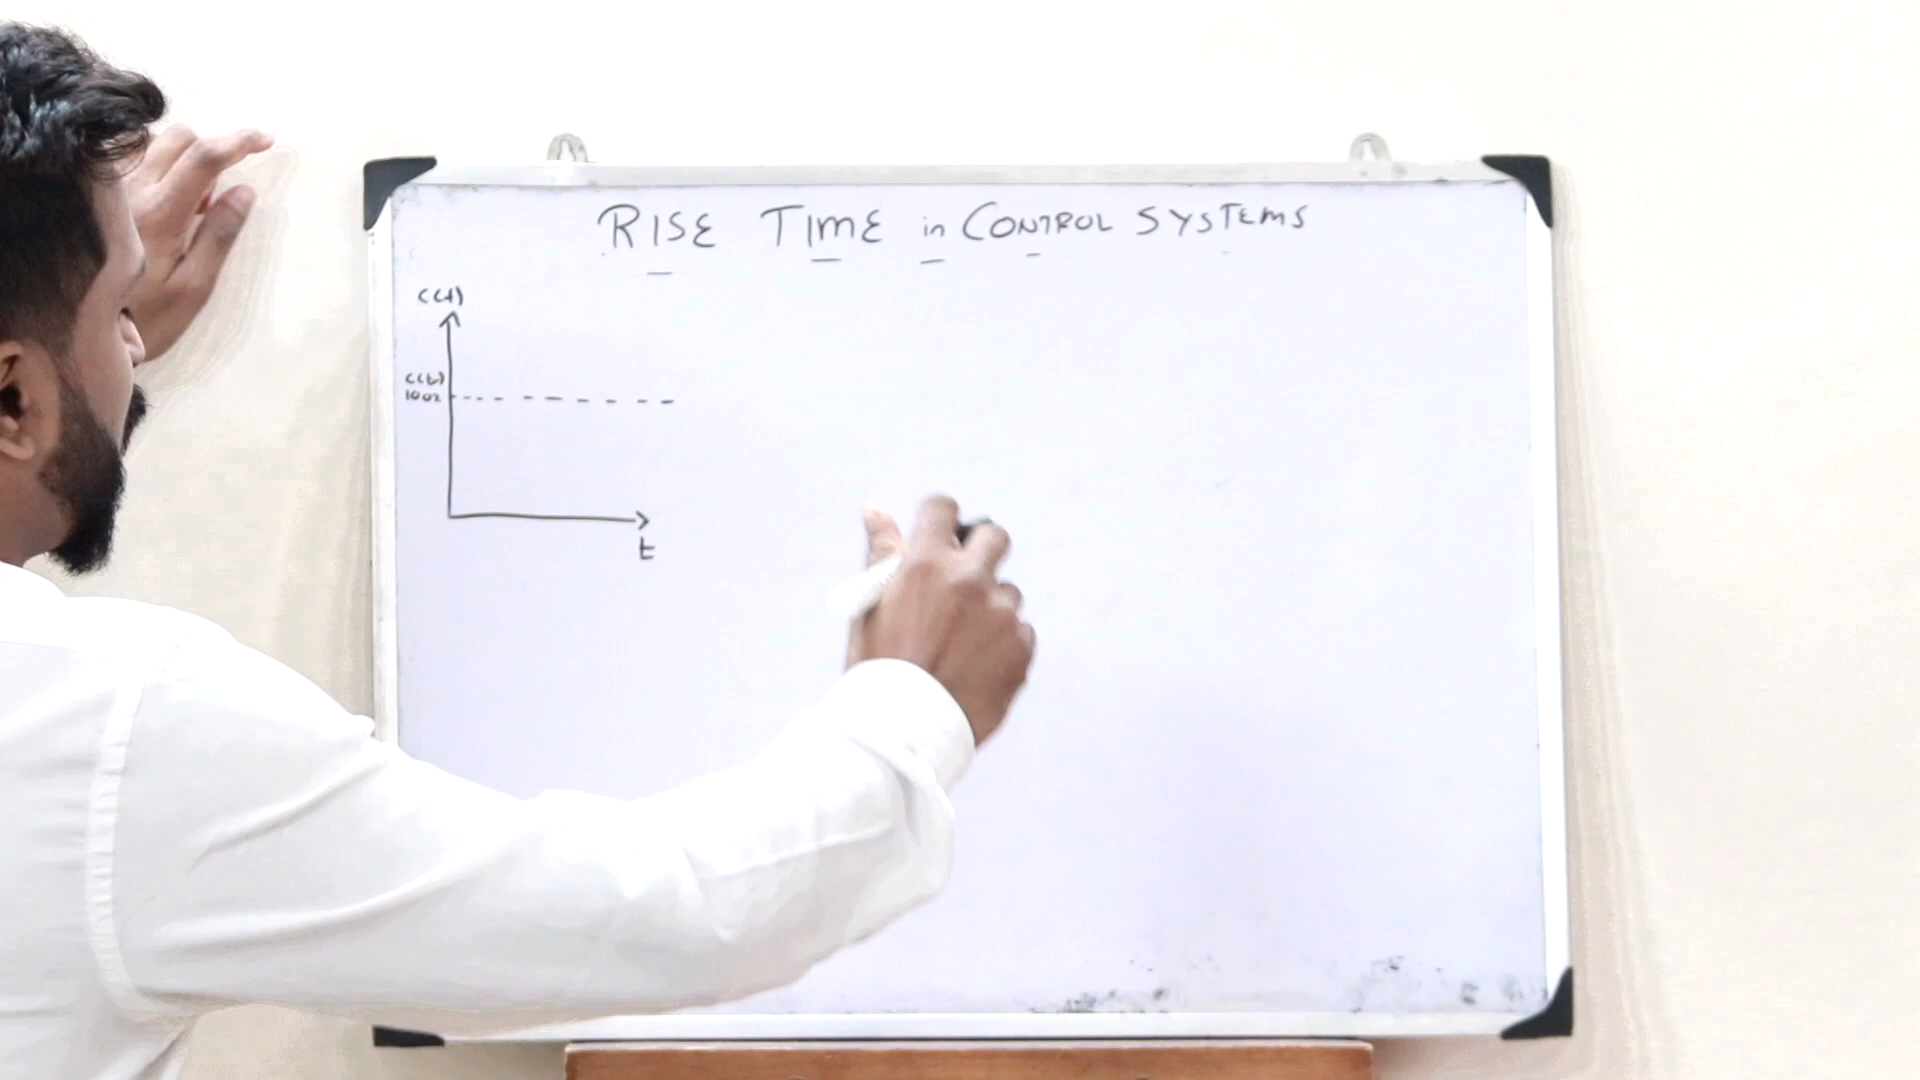 RISE TIME in CONTROL SYSTEMS
C(t)
C(t)
100%
t